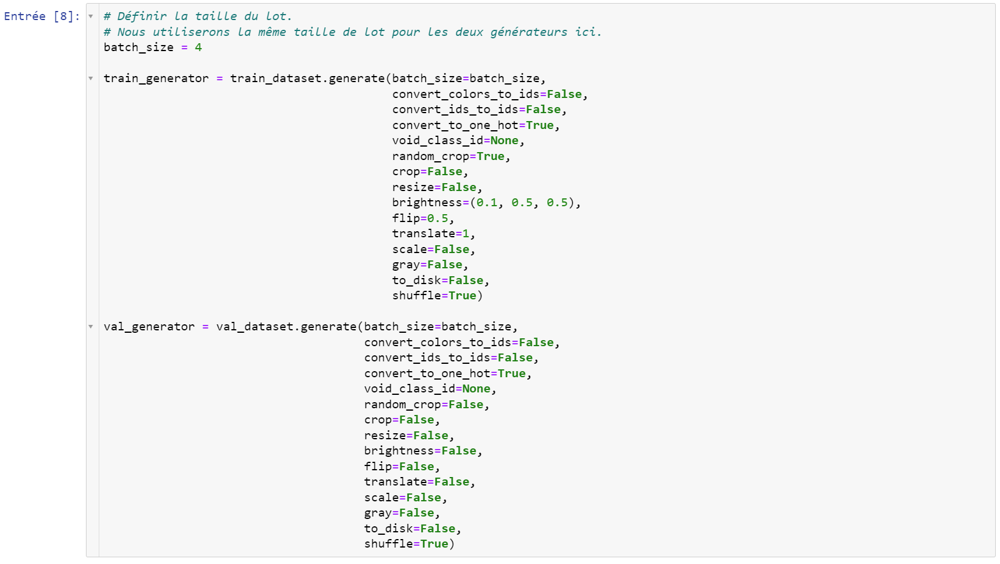 Entrée [8]:
# Définir la taille du lot.
# Nous utiliserons la même taille de lot pour les deux générateurs ici.
batch_size = 4
train_generator = train_dataset.generate(batch_size=batch_size,
convert_colors_to_ids=False,
convert_ids_to_ids=False,
convert_to_one_hot=True,
void_class_id=None,
random_crop=True,
crop=False,
resize=False,
brightness=(0.1, 0.5, 0.5),
flip=0.5,
translate=1,
scale=False,
gray=False,
to_disk=False,
shuffle=True)
val_generator = val_dataset.generate(batch_size=batch_size,
convert_colors_to_ids=False,
convert_ids_to_ids=False,
convert_to_one_hot=True,
void_class_id=None,
random_crop=False,
crop=False,
resize=False,
brightness=False,
flip=False,
translate=False,
scale=False,
gray=False,
to_disk=False,
shuffle=True)